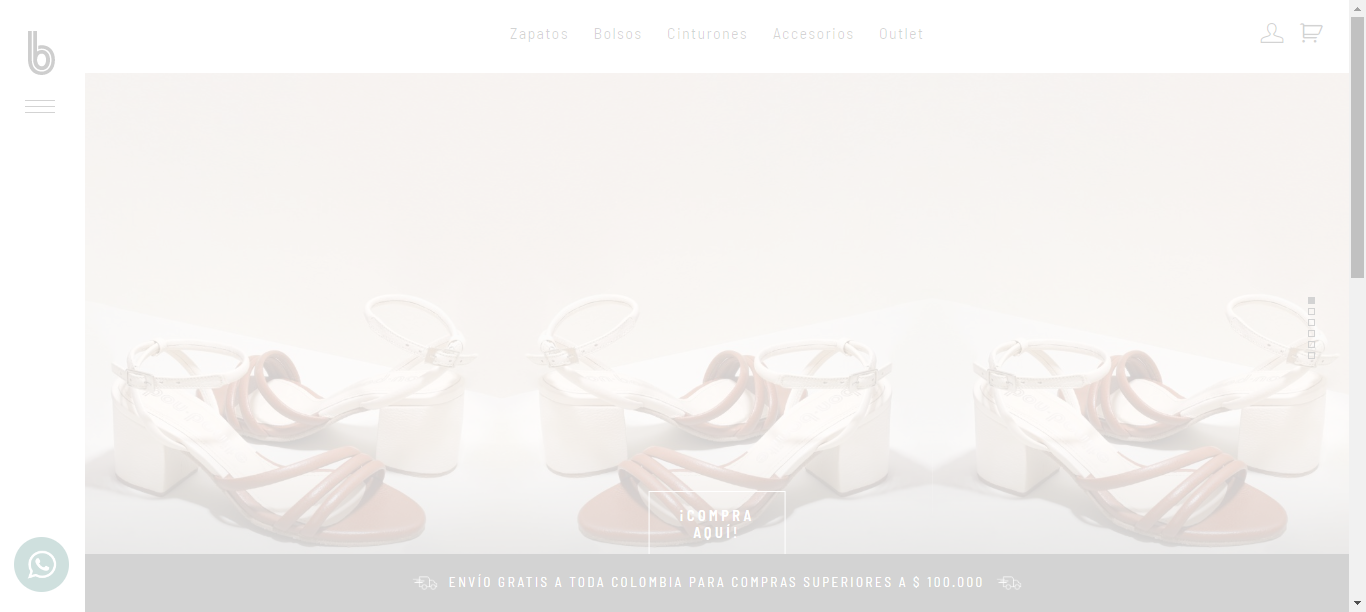 b
Zapatos Bolsos Cinturones Accesorios Outlet
¡COMPRA
AQUÍ!
ENVÍO GRATIS A TODA COLOMBIA PARA COMPRAS SUPERIORES A $ 100.000